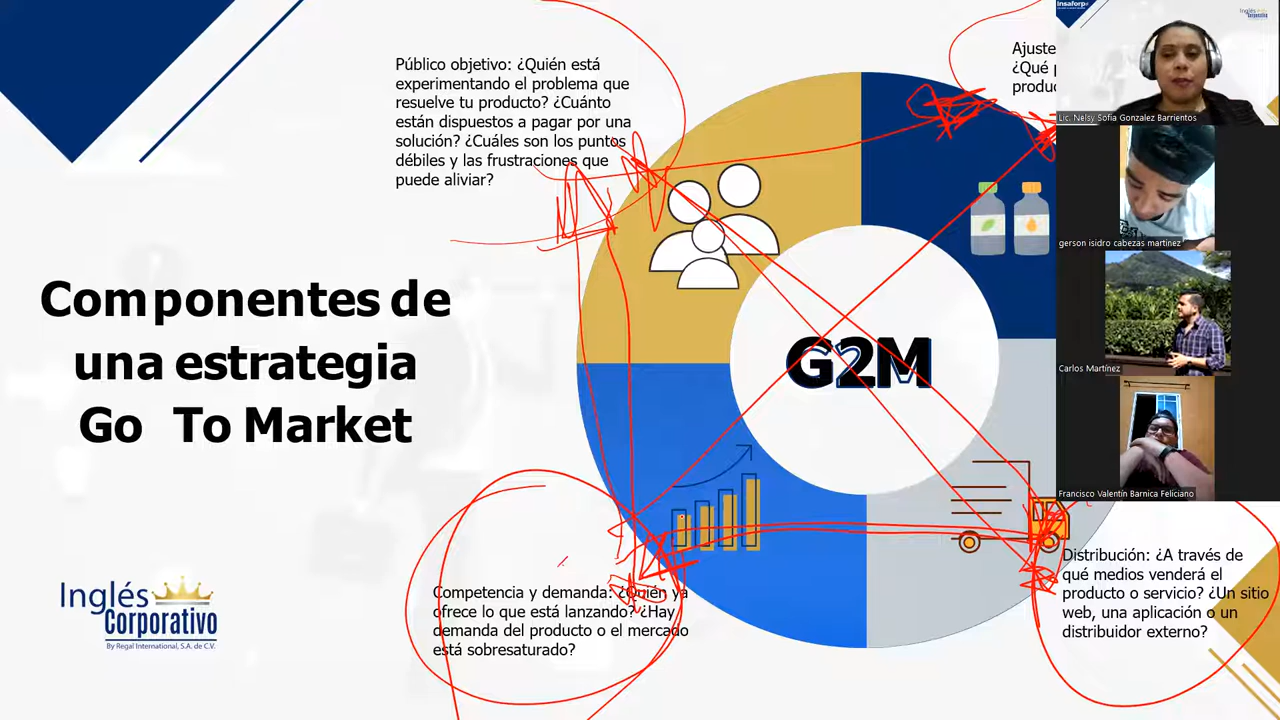 Público objetivo: ¿Quién está
experimentando el problema que
resuelve tu producto? ¿Cuánto
están dispuestos a pagar por una
solución? ¿Cuáles son los puntos
débiles y las frustraciones que
puede aliviar?
Ajuste
¿Qué
Insaforp
Lic. Nelsy Sofia Gonzalez Barrientos
gerson isidro cabezas martinez
Carlos Martínez
Francisco Valentín Barnica Feliciano
Componentes de
una estrategia
Go To Market
G2M
Competencia y demanda: ¿Quién ya
ofrece lo que está lanzando? ¿Hay
demanda del producto o el mercado
está sobresaturado?
Distribución: ¿A través de
qué medios venderá el
producto o servicio? ¿Un sitio
web, una aplicación o un
distribuidor externo?
Inglés
Corporativo
By Regal International, S.A. de C.V.